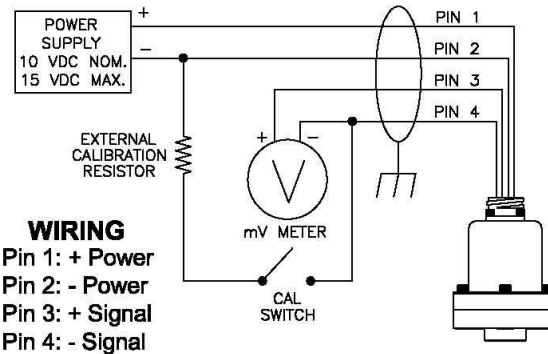 POWER
SUPPLY
10 VDC NOM.
15 VDC MAX.
+
−
PIN 1
PIN 2
PIN 3
PIN 4
EXTERNAL
CALIBRATION
RESISTOR
+
−
V
mV METER
CAL
SWITCH
WIRING
Pin 1: + Power
Pin 2: - Power
Pin 3: + Signal
Pin 4: - Signal